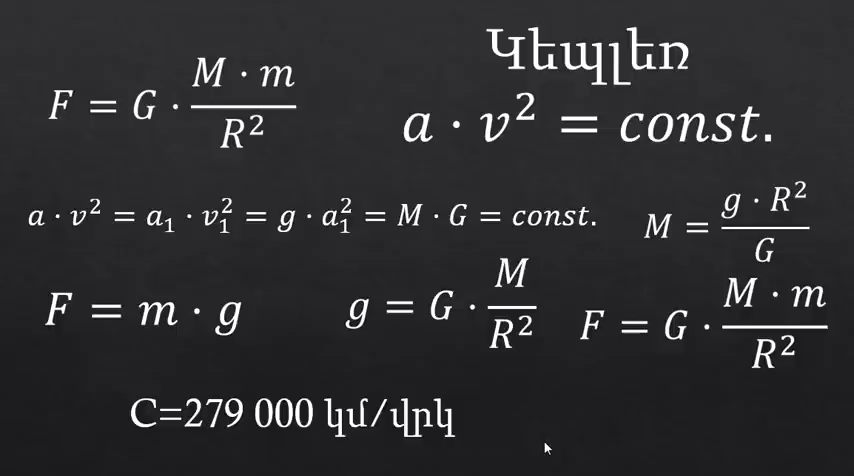 F = G · (M · m)/R²
Կեպլեռ
a · v² = const.
a · v² = a₁ · v₁² = g · a₁² = M · G = const.
M = (g · R²)/G
F = m · g
g = G · M/R²
F = G · (M · m)/R²
C=279 000 կմ/վրկ